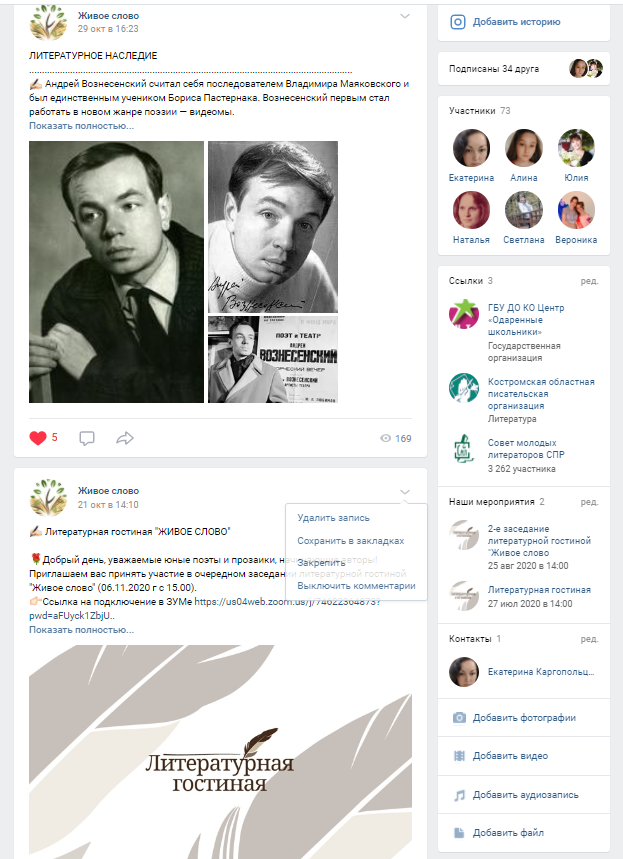 Живое слово
29 окт в 16:23
ЛИТЕРАТУРНОЕ НАСЛЕДИЕ
✍🏻 Андрей Вознесенский считал себя последователем Владимира Маяковского и
был единственным учеником Бориса Пастернака. Вознесенский первым стал
работать в новом жанре поэзии — видеомы.
Показать полностью...
Андрей
Вознесенский
ПОЭТ и ТЕАТР
АНДРЕЙ
ВОЗНЕСЕНСКИЙ
5
169
Живое слово
21 окт в 14:10
Удалить запись
Сохранить в закладках
Закрепить
Выключить комментарии
✍🏻 Литературная гостиная "ЖИВОЕ СЛОВО"
🌹Добрый день, уважаемые юные поэты и прозаики, начинающие авторы!
Приглашаем вас принять участие в очередном заседании литературной гостиной
"Живое слово" (06.11.2020 г с 15.00).
👉🏻Ссылка на подключение в ЗУМе https://us04web.zoom.us/j/74622364873?
pwd=aFUyck1ZbjU..
Показать полностью...
Литературная
гостиная
Добавить историю
Подписаны 34 друга
Участники 73
Екатерина Алина Юлия
Наталья Светлана Вероника
Ссылки 3 ред.
ГБУ ДО КО Центр
«Одаренные
школьники»
Государственная
организация
Костромская областная
писательская
организация
Литература
Совет молодых
литераторов СПР
3 262 участника
Наши мероприятия 2 ред.
2-е заседание
литературной гостиной
"Живое слово
25 авг 2020 в 14:00
Литературная гостиная
27 июл 2020 в 14:00
Контакты 1 ред.
Екатерина Каргопольц...
Добавить фотографии
Добавить видео
Добавить аудиозапись
Добавить файл